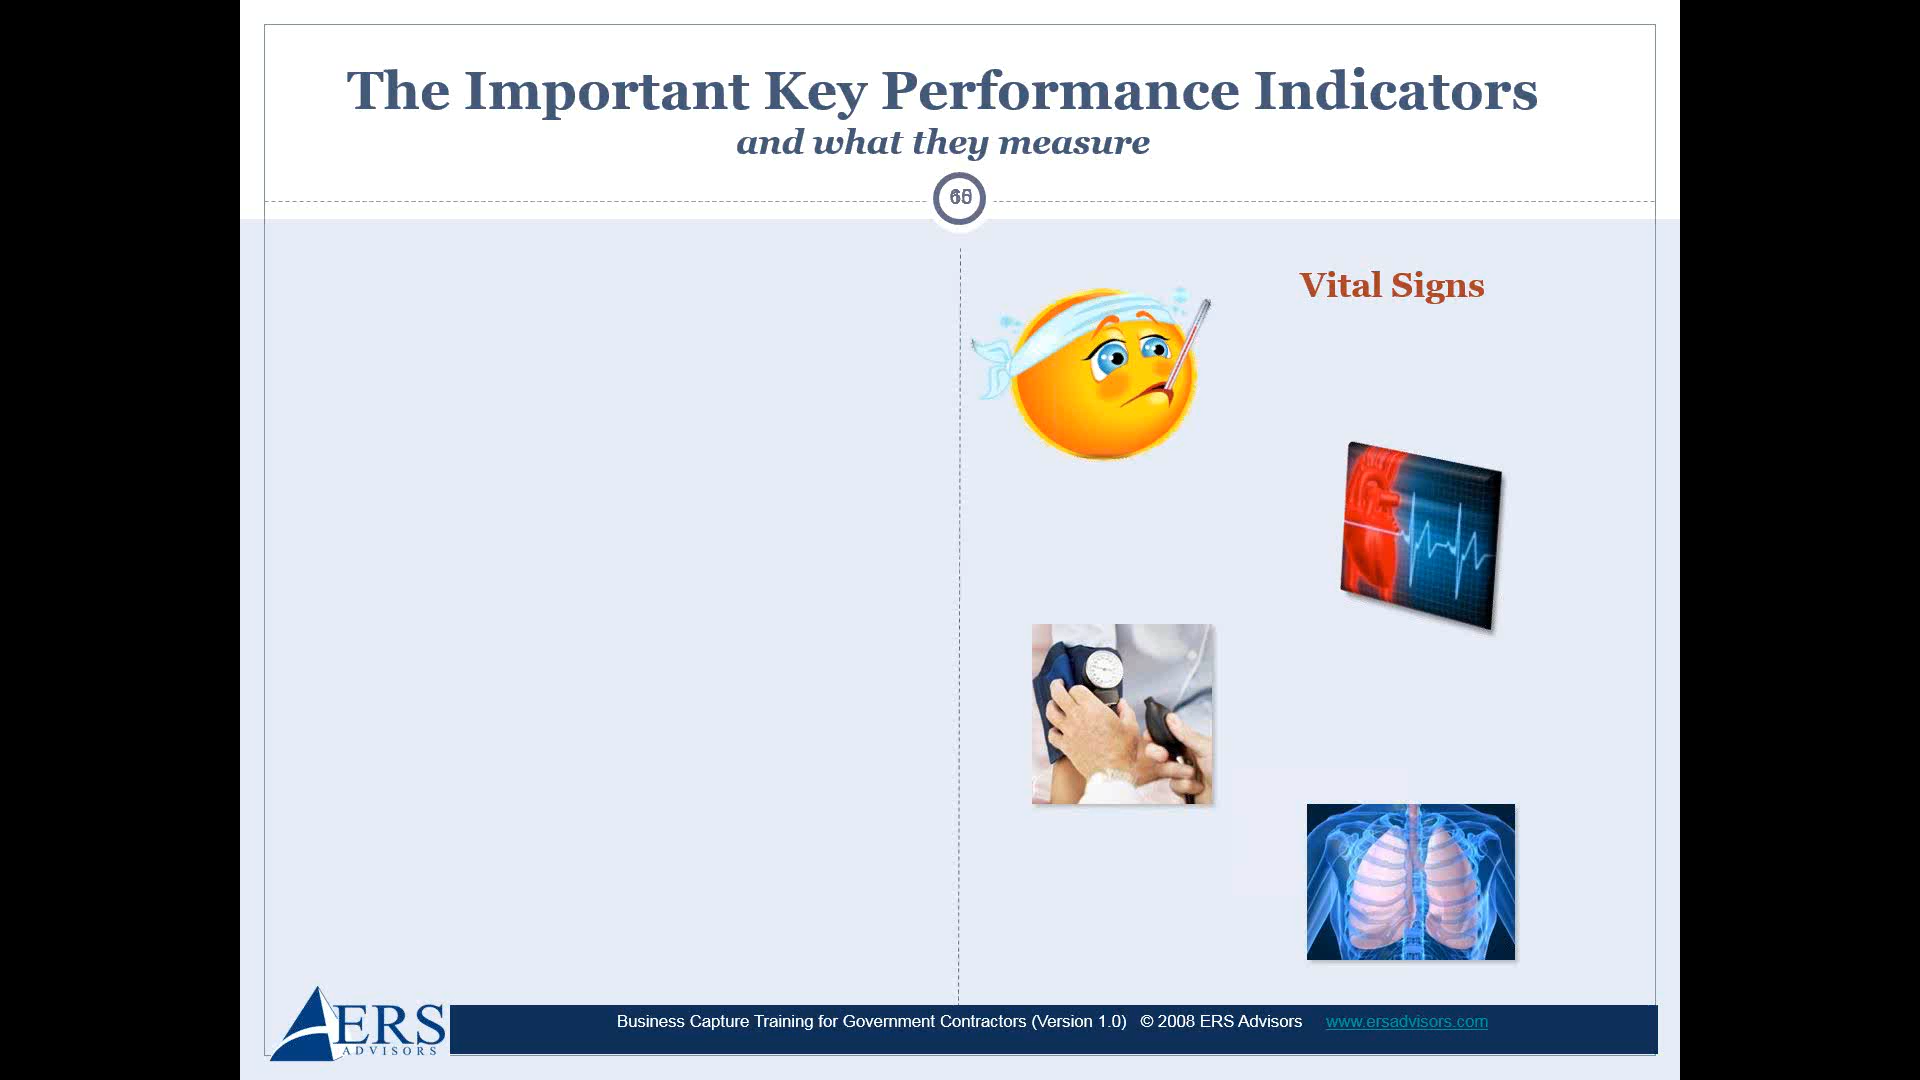 The Important Key Performance Indicators
and what they measure
Vital Signs
ERS
ADVISORS
Business Capture Training for Government Contractors (Version 1.0) © 2008 ERS Advisors www.ersadvisors.com